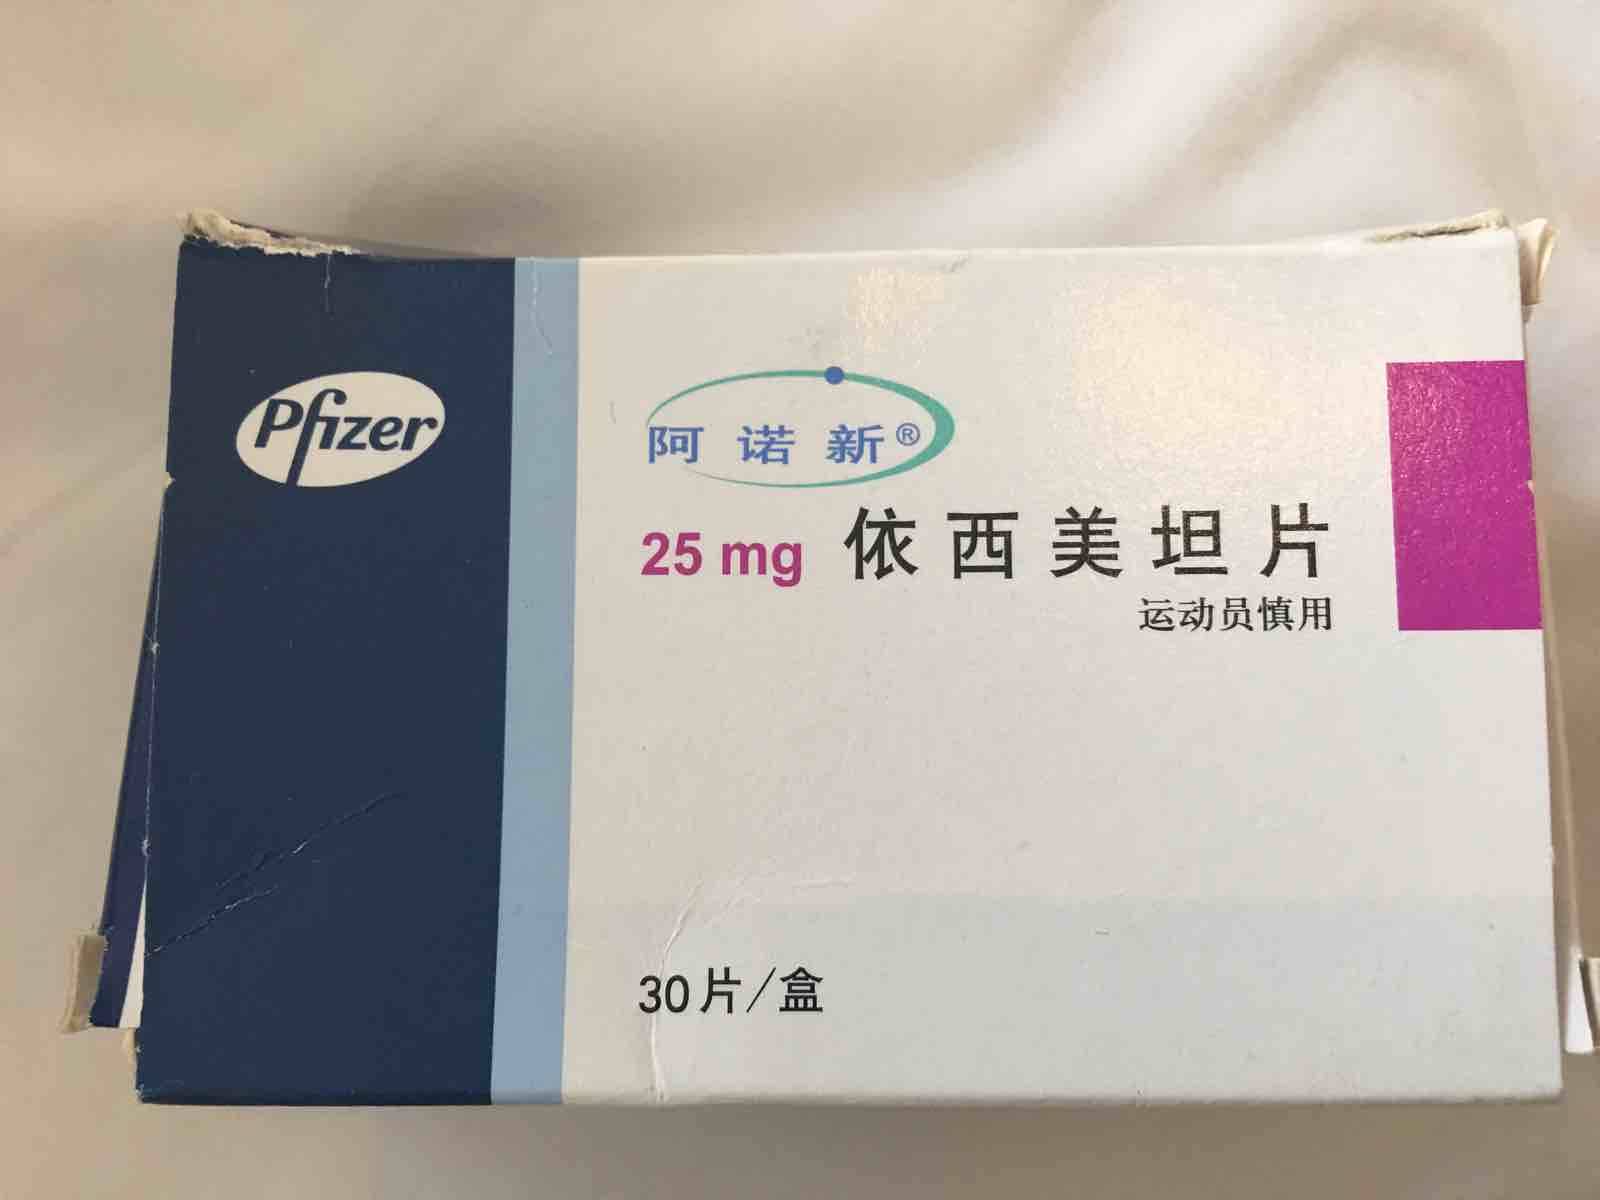 Pfizer
阿诺新®
25 mg 依西美坦片
运动员慎用
30片/盒